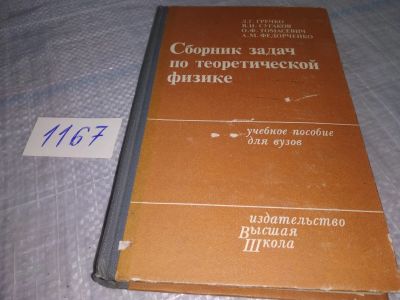 Л.Г. ГРЕЧКО
В.И. СУГАКОВ
О.Ф. ТОМАСЕВИЧ
А.М. ФЕДОРЧЕНКО
Сборник задач
по теоретической
физике
учебное пособие
для вузов
издательство
Высшая
Школа
1167